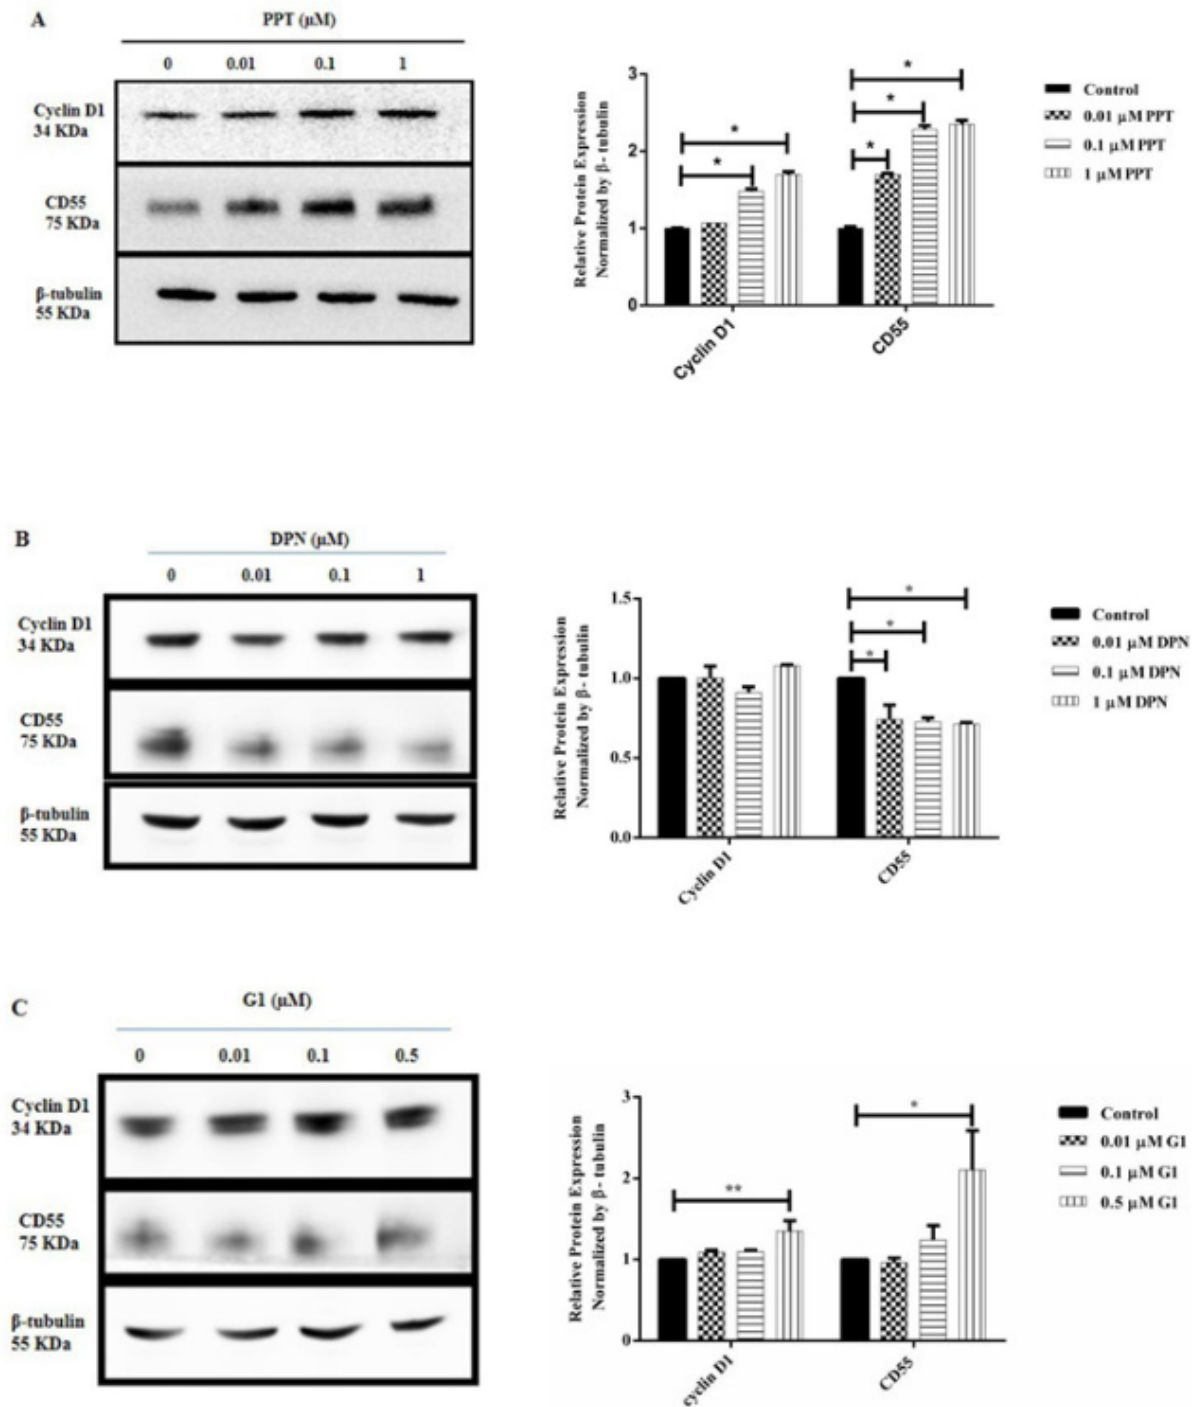 A
PPT (μM)
0 0.01 0.1 1
Cyclin D1
34 KDa
CD55
75 KDa
β-tubulin
55 KDa
Relative Protein Expression
Normalized by β- tubulin
3
2
1
0
* * * * *
Cyclin D1 CD55
Control
0.01 μM PPT
0.1 μM PPT
1 μM PPT
B
DPN (μM)
0 0.01 0.1 1
Cyclin D1
34 KDa
CD55
75 KDa
β-tubulin
55 KDa
Relative Protein Expression
Normalized by β- tubulin
1.5
1.0
0.5
0.0
* * *
Cyclin D1 CD55
Control
0.01 μM DPN
0.1 μM DPN
1 μM DPN
C
G1 (μM)
0 0.01 0.1 0.5
Cyclin D1
34 KDa
CD55
75 KDa
β-tubulin
55 KDa
Relative Protein Expression
Normalized by β- tubulin
3
2
1
0
** *
cyclin D1 CD55
Control
0.01 μM G1
0.1 μM G1
0.5 μM G1